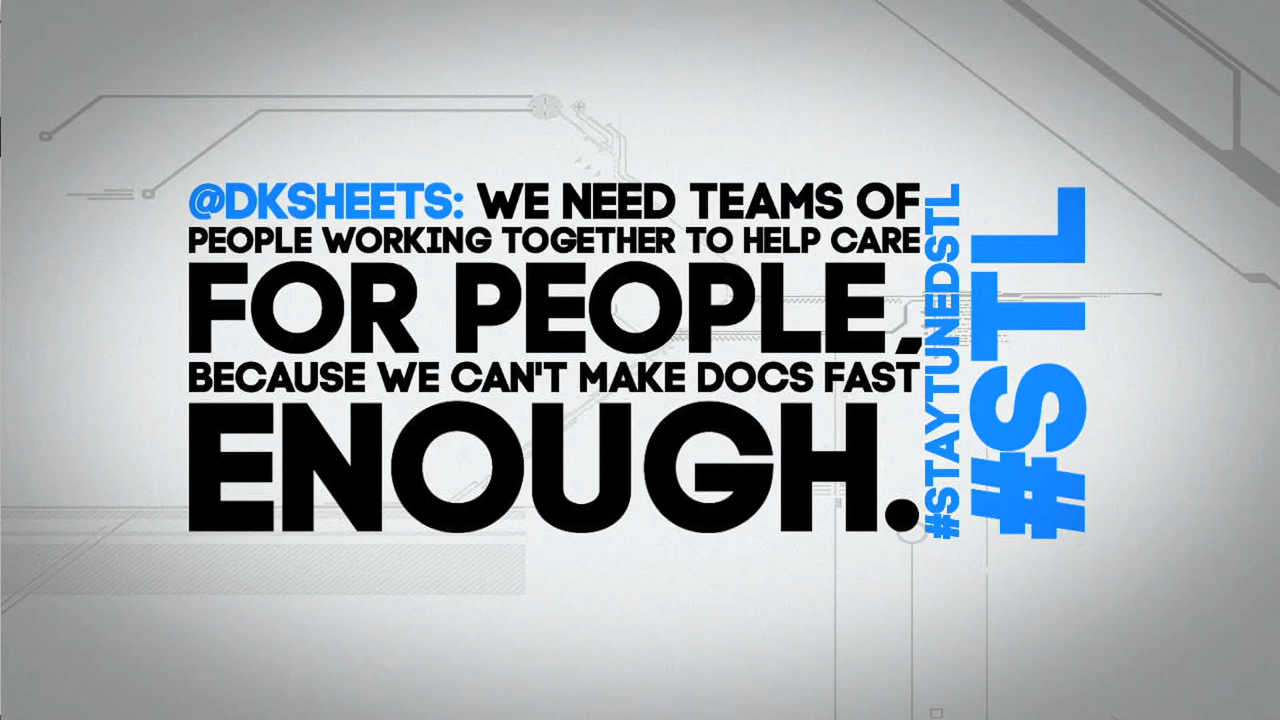 @DKSHEETS: WE NEED TEAMS OF
PEOPLE WORKING TOGETHER TO HELP CARE
FOR PEOPLE,
BECAUSE WE CAN'T MAKE DOCS FAST
ENOUGH.
#STAYTUNEDSTL
#STL